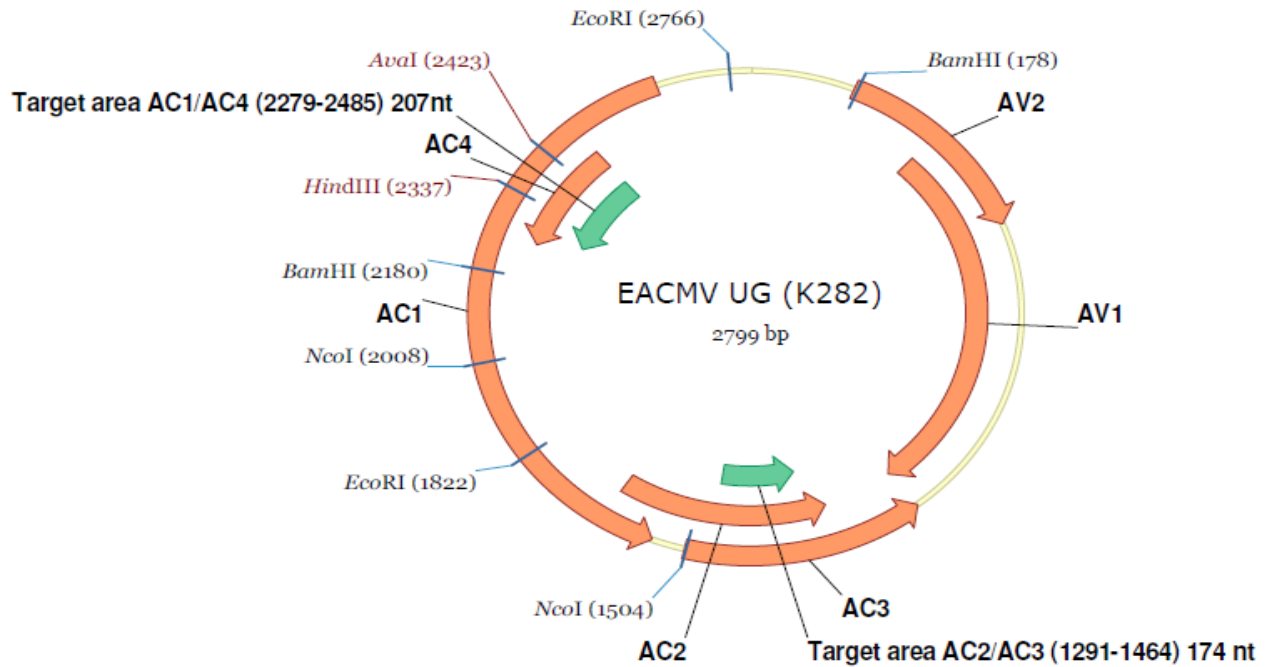 EcoRI (2766)
BamHI (178)
AvaI (2423)
AV2
Target area AC1/AC4 (2279-2485) 207nt
AC4
HindIII (2337)
BamHI (2180)
EACMV UG (K282)
AC1
AV1
2799 bp
NcoI (2008)
EcoRI (1822)
NcoI (1504)
AC3
AC2
Target area AC2/AC3 (1291-1464) 174 nt